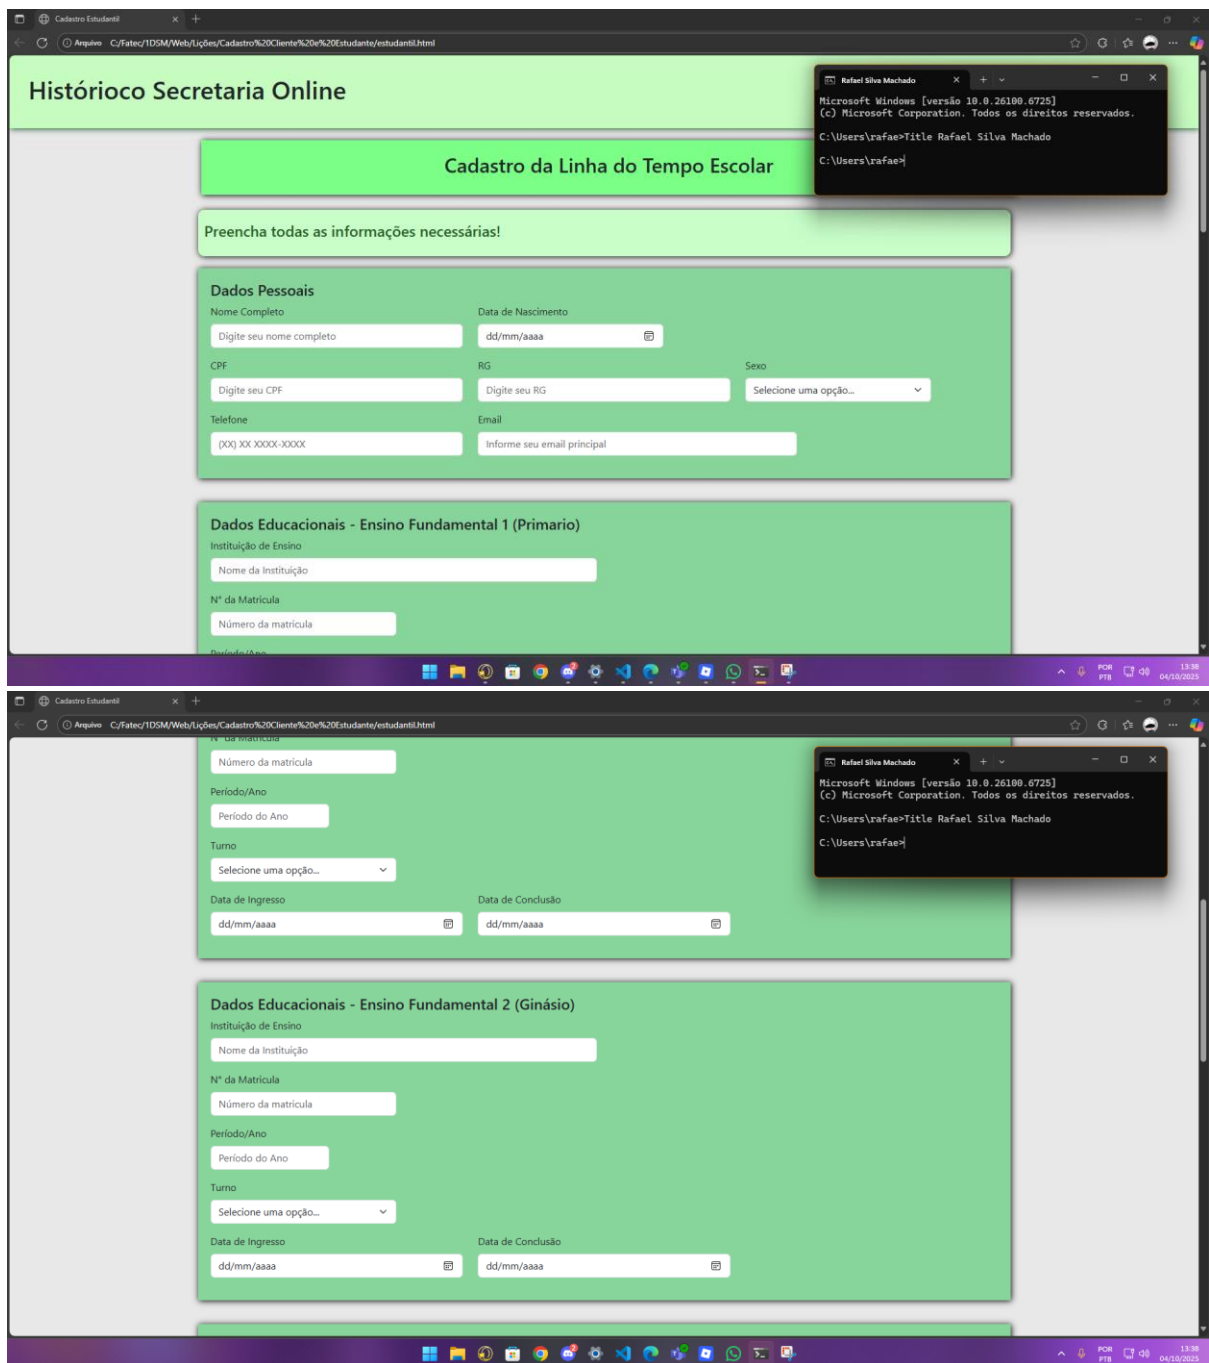 Cadastro Estudantil
Arquivo C:/Fatec/1DSM/Web/Lições/Cadastro%20Cliente%20e%20Estudante/estudantil.html
Históricoco Secretaria Online
Rafael Silva Machado
Microsoft Windows [versão 10.0.26100.6725]
(c) Microsoft Corporation. Todos os direitos reservados.
C:\Users\rafae>Title Rafael Silva Machado
C:\Users\rafae>
Cadastro da Linha do Tempo Escolar
Preencha todas as informações necessárias!
Dados Pessoais
Nome Completo Data de Nascimento
Digite seu nome completo dd/mm/aaaa
CPF RG Sexo
Digite seu CPF Digite seu RG Selecione uma opção...
Telefone Email
(XX) XX XXXX-XXXX Informe seu email principal
Dados Educacionais - Ensino Fundamental 1 (Primario)
Instituição de Ensino
Nome da Instituição
N° da Matricula
Número da matricula
Período/Ano
POR
PTB
13:38
04/10/2025
Cadastro Estudantil
Arquivo C:/Fatec/1DSM/Web/Lições/Cadastro%20Cliente%20e%20Estudante/estudantil.html
N° da Matricula
Número da matricula
Rafael Silva Machado
Microsoft Windows [versão 10.0.26100.6725]
(c) Microsoft Corporation. Todos os direitos reservados.
C:\Users\rafae>Title Rafael Silva Machado
C:\Users\rafae>
Período/Ano
Período do Ano
Turno
Selecione uma opção...
Data de Ingresso Data de Conclusão
dd/mm/aaaa dd/mm/aaaa
Dados Educacionais - Ensino Fundamental 2 (Ginásio)
Instituição de Ensino
Nome da Instituição
N° da Matricula
Número da matricula
Período/Ano
Período do Ano
Turno
Selecione uma opção...
Data de Ingresso Data de Conclusão
dd/mm/aaaa dd/mm/aaaa
POR
PTB
13:38
04/10/2025